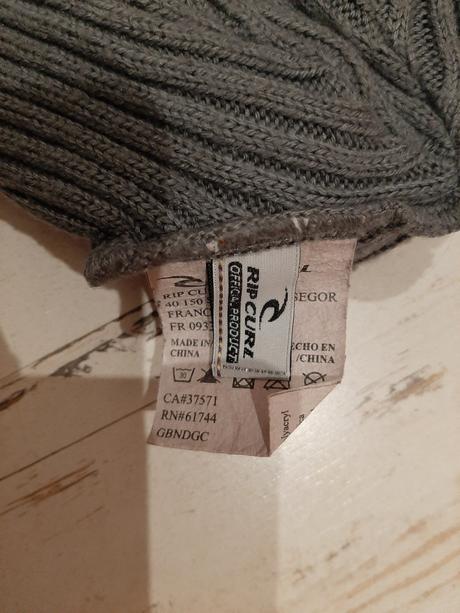 RIP CURL
OFFICIAL PRODUCT
RIP CU
40 150 SEGOR
FRANC
FR 093
MADE IN ECHO EN
CHINA /CHINA
30
CA#37571
RN#61744
GBNDGC